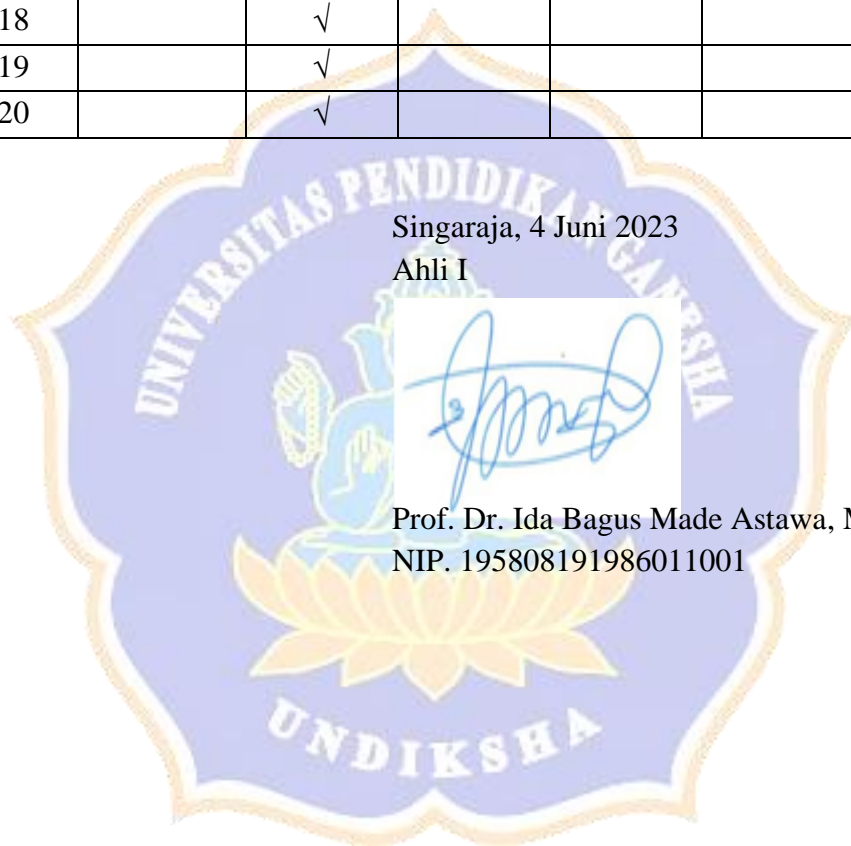 18 √
19 √
20 √
UNIVERSITAS PENDIDIKAN GANESHA
Singaraja, 4 Juni 2023
Ahli I
Prof. Dr. Ida Bagus Made Astawa,
NIP. 195808191986011001
UNDIKSHA